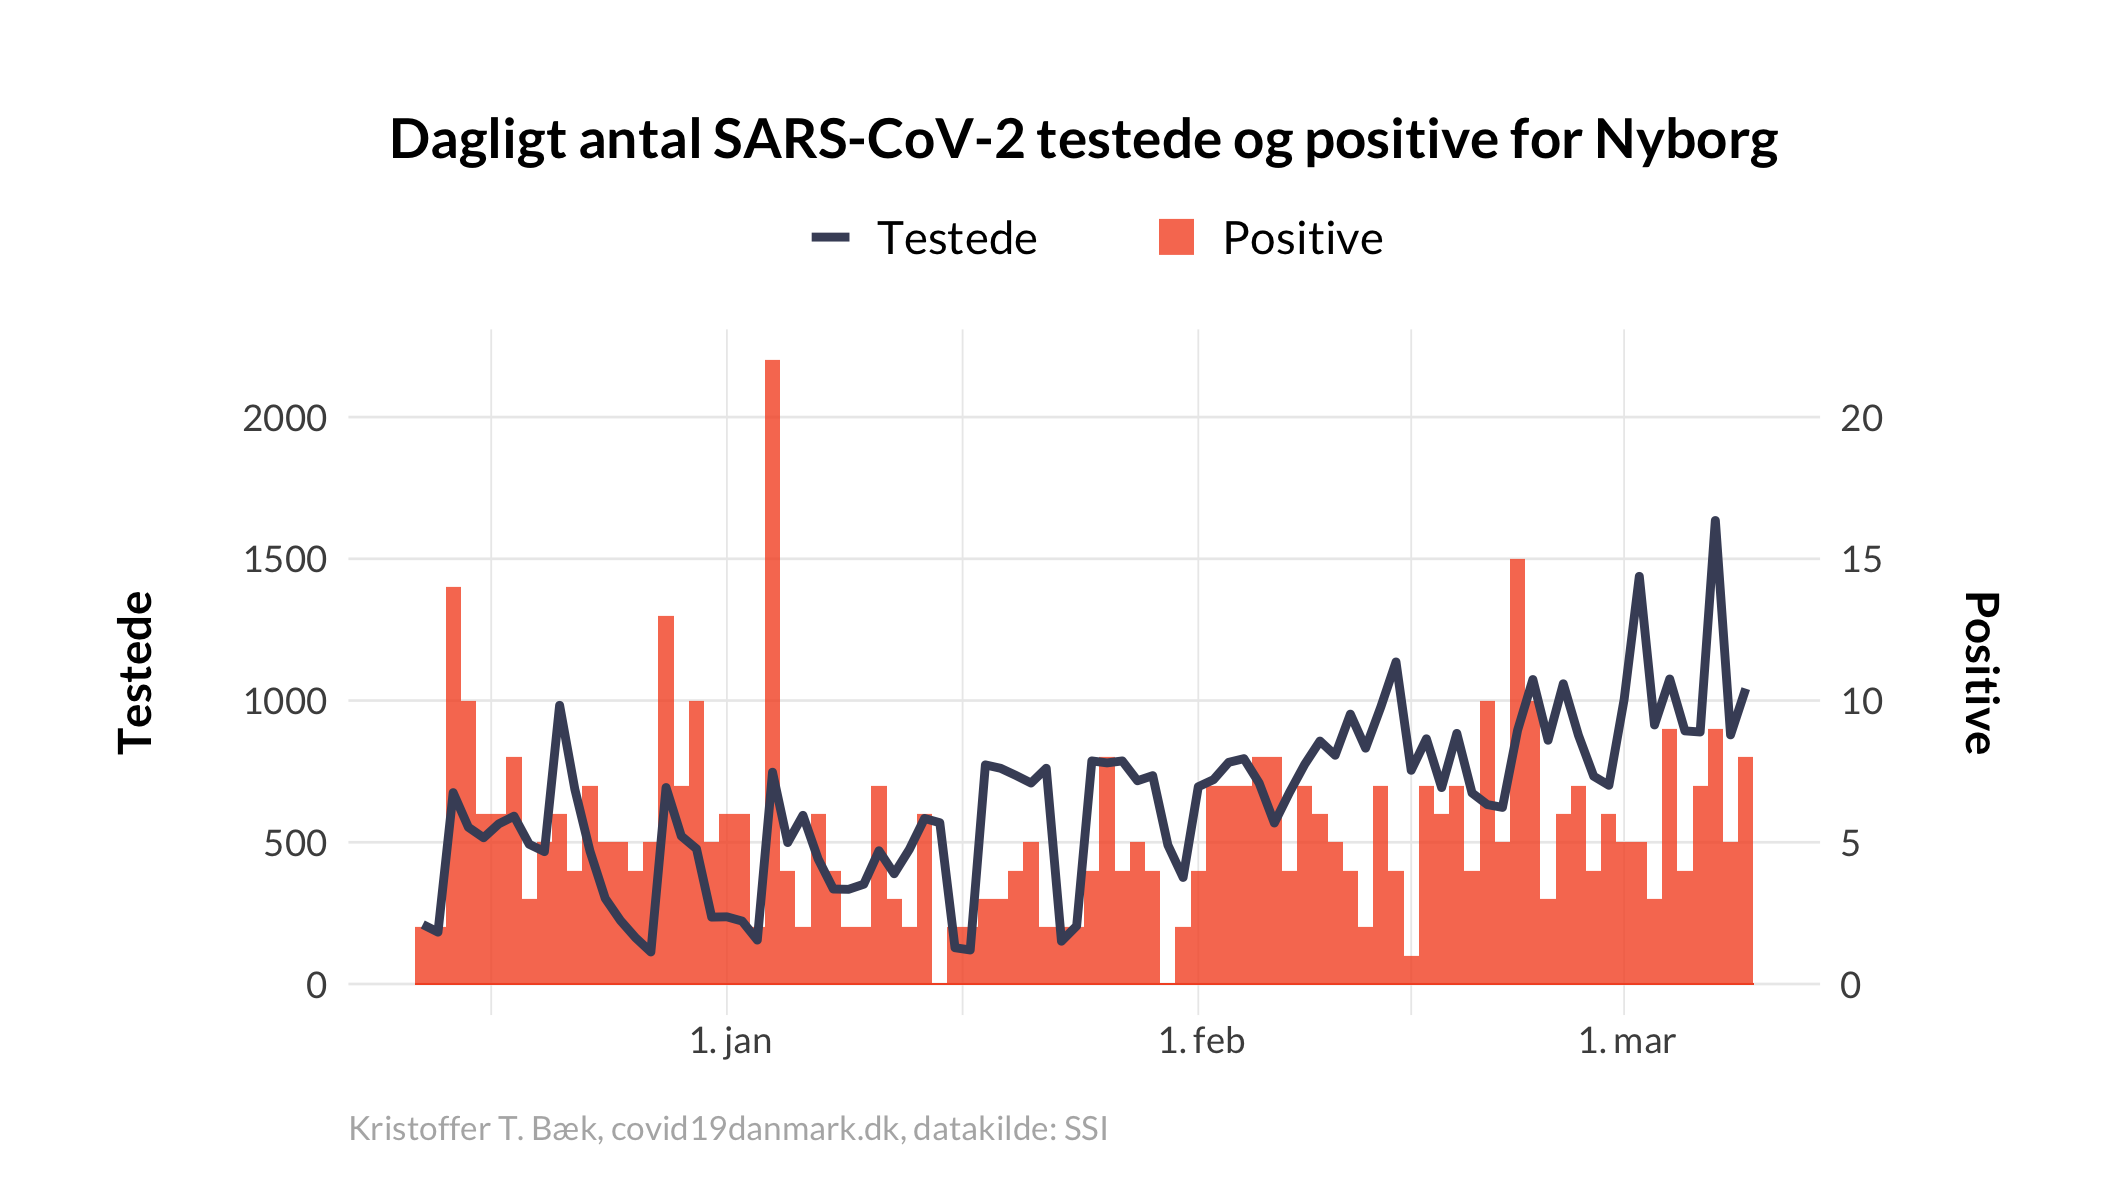 Dagligt antal SARS-CoV-2 testede og positive for Nyborg
Testede
Positive
2000
1500
1000
500
0
Testede
20
15
10
5
0
Positive
1. jan
1. feb
1. mar
Kristoffer T. Bæk, covid19danmark.dk, datakilde: SSI